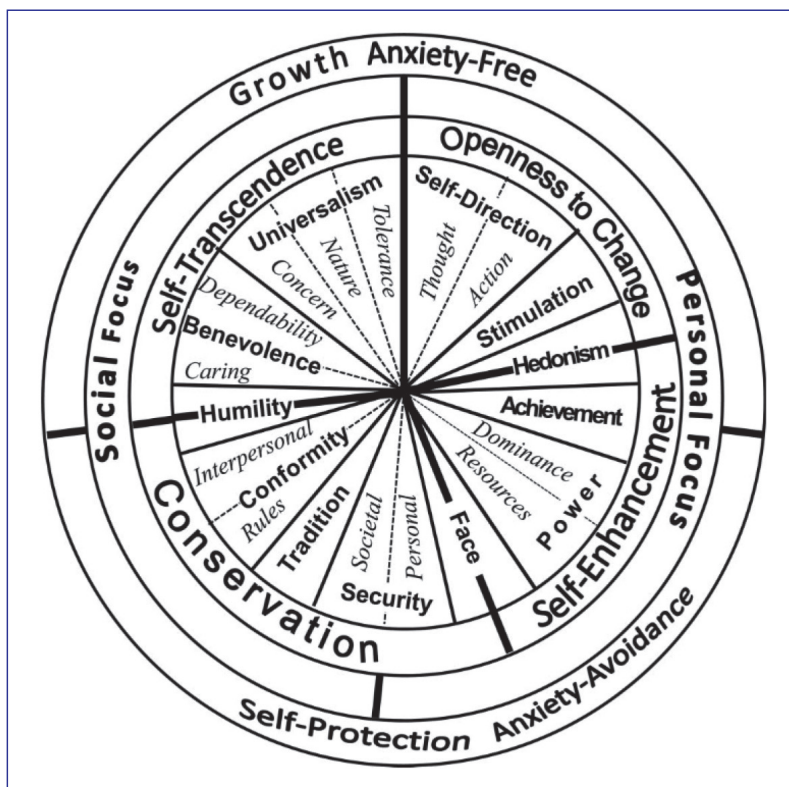 Growth Anxiety-Free
Social Focus
Personal Focus
Self-Protection Anxiety-Avoidance
Self-Transcendence
Openness to Change
Conservation
Self-Enhancement
Universalism
Tolerance
Nature
Concern
Self-Direction
Thought
Action
Stimulation
Hedonism
Achievement
Dominance
Resources
Power
Face
Security
Personal
Societal
Tradition
Conformity
Rules
Interpersonal
Humility
Benevolence
Caring
Dependability